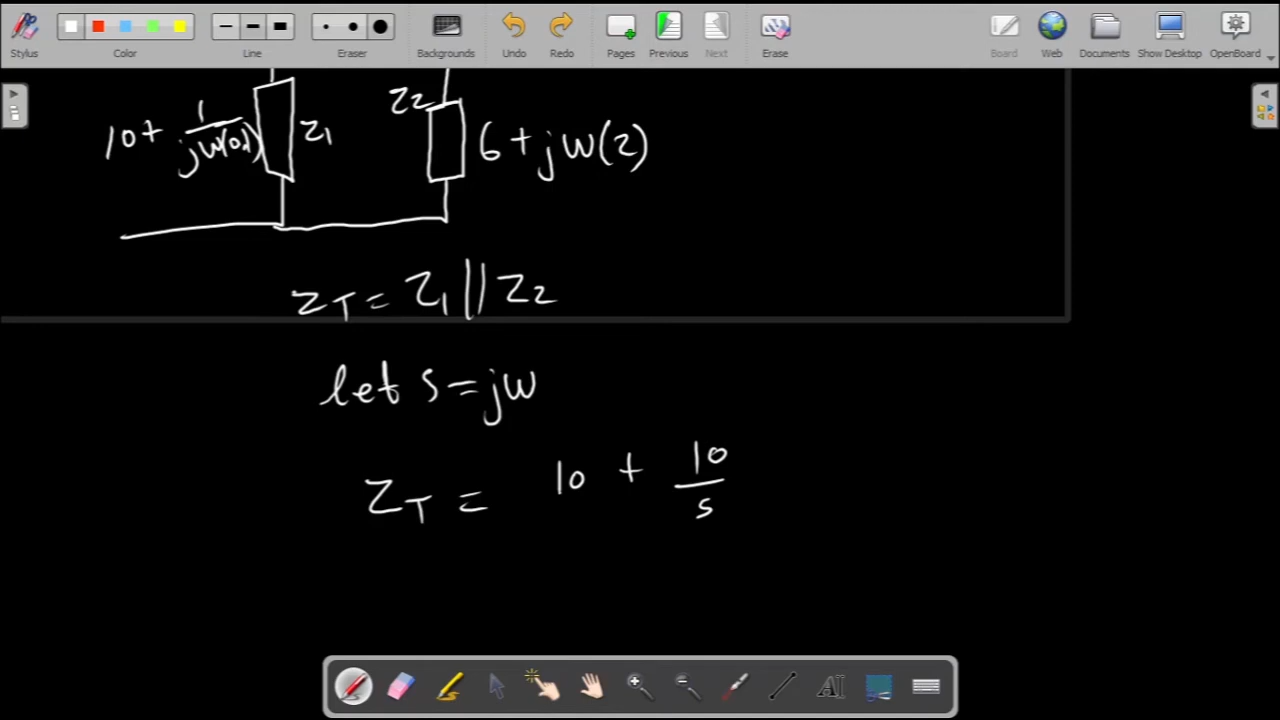 Stylus Color Line Eraser Backgrounds Undo Redo Pages Previous Next Erase Board Web Documents Show Desktop OpenBoard
10 + 1/jw(0.1) Z1 Z2 6 + jw(2)
ZT = Z1 || Z2
let s = jw
ZT = 10 + 10/s